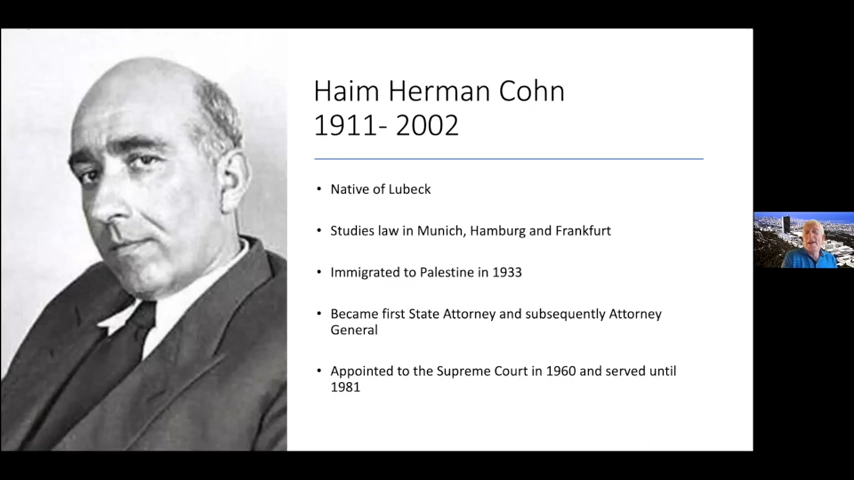 Haim Herman Cohn
1911- 2002
• Native of Lubeck
• Studies law in Munich, Hamburg and Frankfurt
• Immigrated to Palestine in 1933
• Became first State Attorney and subsequently Attorney
General
• Appointed to the Supreme Court in 1960 and served until
1981